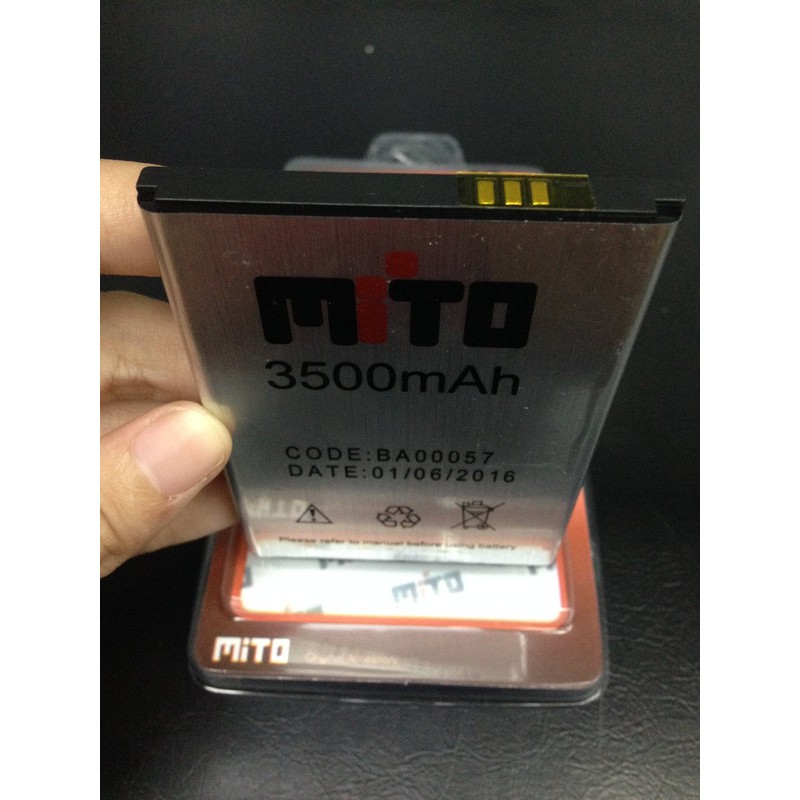 MiTO
3500mAh
CODE:BA00057
DATE:01/06/2016
Please refer to manual before using battery
MiTO
MiTO